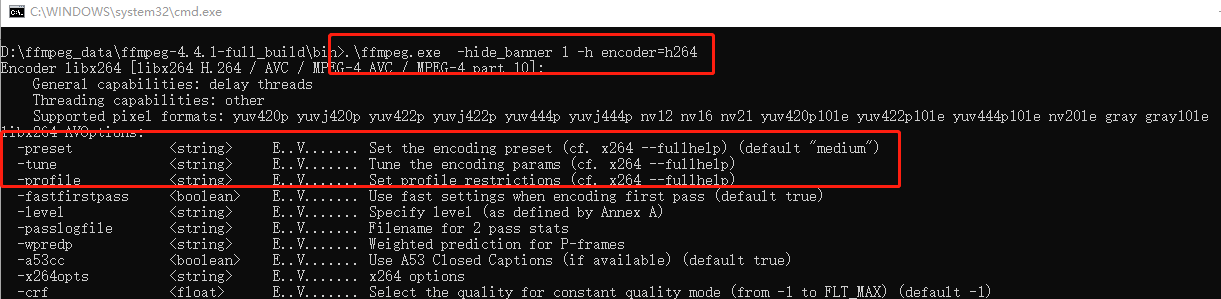 C:\WINDOWS\system32\cmd.exe
D:\ffmpeg_data\ffmpeg-4.4.1-full_build\bin>.\ffmpeg.exe  -hide_banner 1 -h encoder=h264
Encoder libx264 [libx264 H.264 / AVC / MPEG-4 AVC / MPEG-4 part 10]:
    General capabilities: delay threads
    Threading capabilities: other
    Supported pixel formats: yuv420p yuvj420p yuv422p yuvj422p yuv444p yuvj444p nv12 nv16 nv21 yuv420p10le yuv422p10le yuv444p10le nv20le gray gray10le
libx264 AVOptions:
  -preset            <string>     E..V....... Set the encoding preset (cf. x264 --fullhelp) (default "medium")
  -tune              <string>     E..V....... Tune the encoding params (cf. x264 --fullhelp)
  -profile           <string>     E..V....... Set profile restrictions (cf. x264 --fullhelp)
  -fastfirstpass     <boolean>    E..V....... Use fast settings when encoding first pass (default true)
  -level             <string>     E..V....... Specify level (as defined by Annex A)
  -passlogfile       <string>     E..V....... Filename for 2 pass stats
  -wpredp            <string>     E..V....... Weighted prediction for P-frames
  -a53cc             <boolean>    E..V....... Use A53 Closed Captions (if available) (default true)
  -x264opts          <string>     E..V....... x264 options
  -crf               <float>      E..V....... Select the quality for constant quality mode (from -1 to FLT_MAX) (default -1)